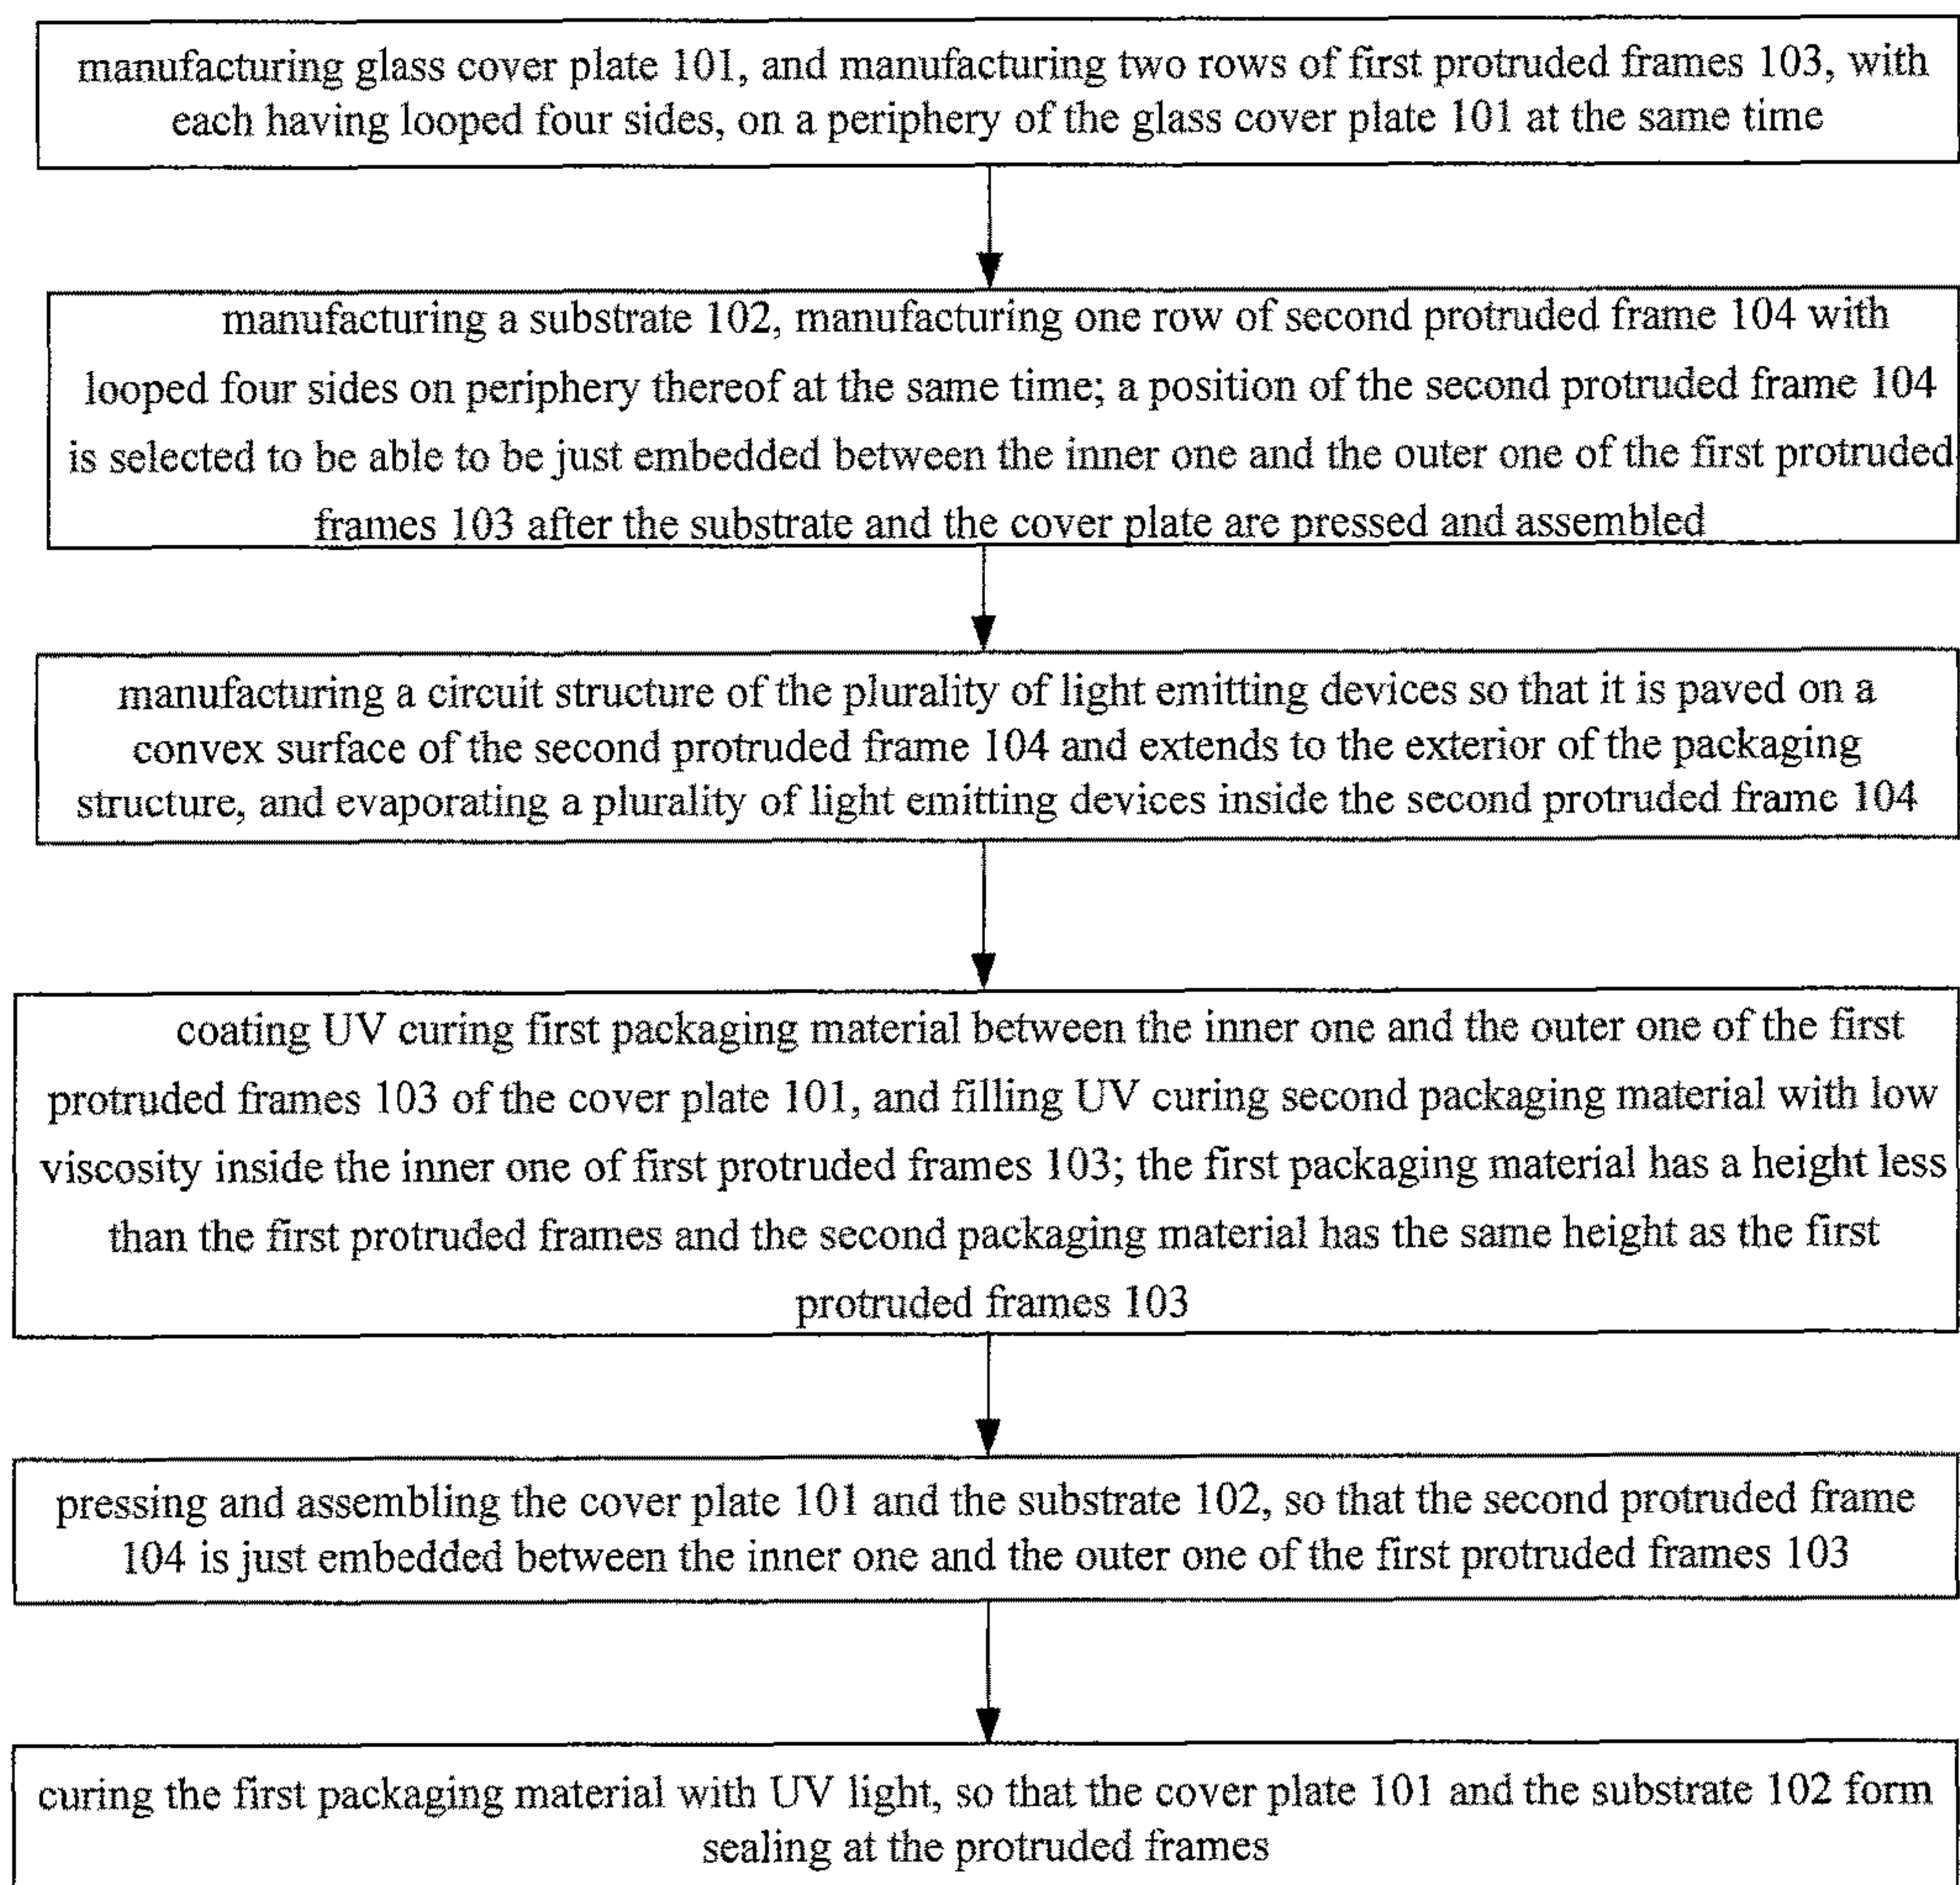 manufacturing glass cover plate 101, and manufacturing two rows of first protruded frames 103, with
each having looped four sides, on a periphery of the glass cover plate 101 at the same time
manufacturing a substrate 102, manufacturing one row of second protruded frame 104 with
looped four sides on periphery thereof at the same time; a position of the second protruded frame 104
is selected to be able to be just embedded between the inner one and the outer one of the first protruded
frames 103 after the substrate and the cover plate are pressed and assembled
manufacturing a circuit structure of the plurality of light emitting devices so that it is paved on a
convex surface of the second protruded frame 104 and extends to the exterior of the packaging
structure, and evaporating a plurality of light emitting devices inside the second protruded frame 104
coating UV curing first packaging material between the inner one and the outer one of the first
protruded frames 103 of the cover plate 101, and filling UV curing second packaging material with low
viscosity inside the inner one of first protruded frames 103; the first packaging material has a height less
than the first protruded frames and the second packaging material has the same height as the first
protruded frames 103
pressing and assembling the cover plate 101 and the substrate 102, so that the second protruded frame
104 is just embedded between the inner one and the outer one of the first protruded frames 103
curing the first packaging material with UV light, so that the cover plate 101 and the substrate 102 form
sealing at the protruded frames